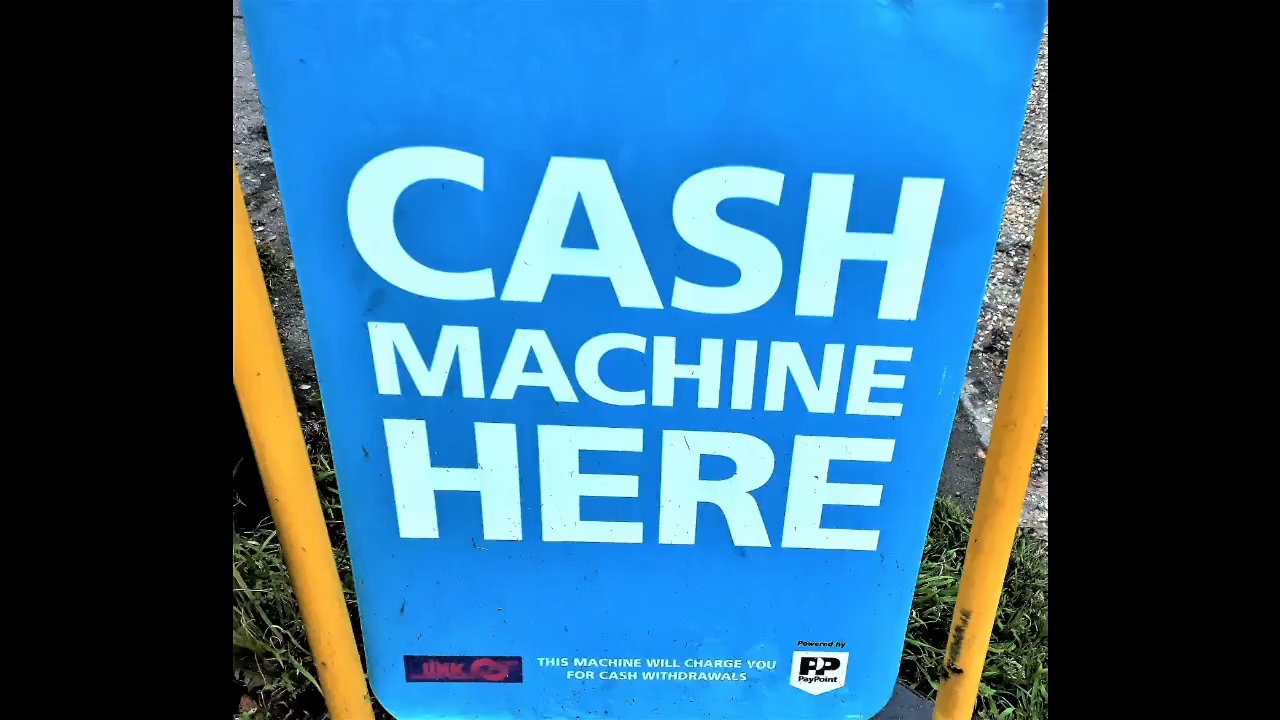 CASH
MACHINE
HERE
LINK
THIS MACHINE WILL CHARGE YOU
FOR CASH WITHDRAWALS
Powered by
PP
PayPoint